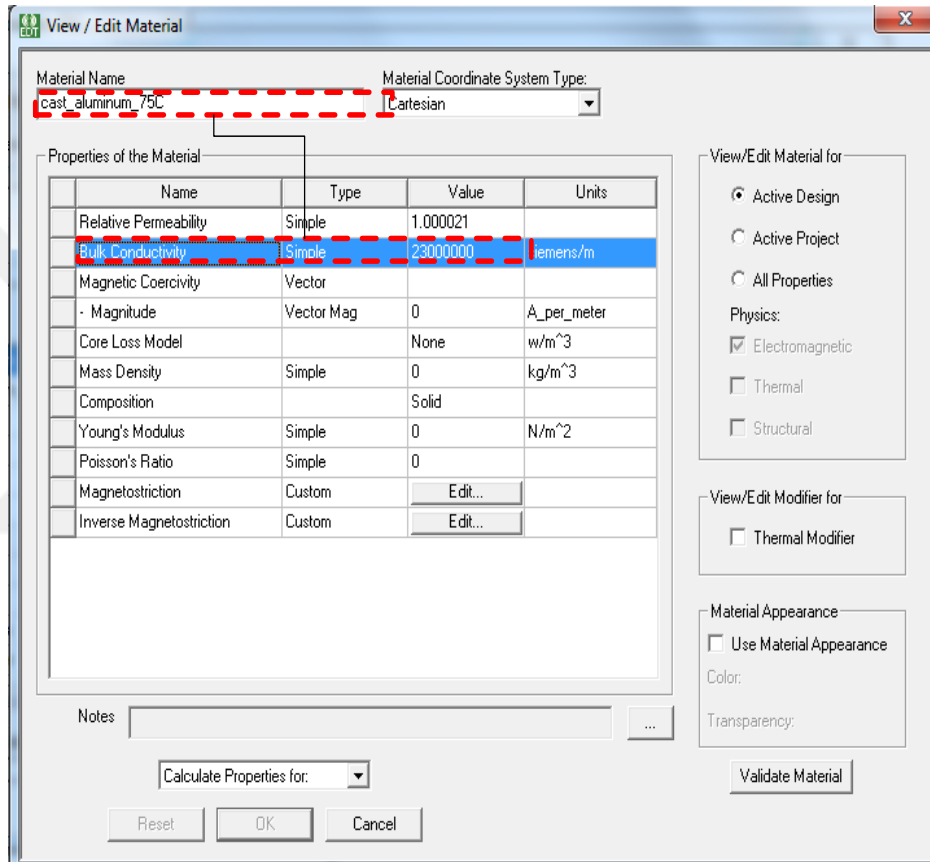 EDT View / Edit Material
X
Material Name
Material Coordinate System Type:
cast_aluminum_75C
Cartesian
Properties of the Material
Name Type Value Units
Relative Permeability Simple 1.000021
Bulk Conductivity Simple 23000000 siemens/m
Magnetic Coercivity Vector
- Magnitude Vector Mag 0 A_per_meter
Core Loss Model None w/m^3
Mass Density Simple 0 kg/m^3
Composition Solid
Young's Modulus Simple 0 N/m^2
Poisson's Ratio Simple 0
Magnetostriction Custom Edit...
Inverse Magnetostriction Custom Edit...
View/Edit Material for
Active Design
Active Project
All Properties
Physics:
Electromagnetic
Thermal
Structural
View/Edit Modifier for
Thermal Modifier
Material Appearance
Use Material Appearance
Color:
Transparency:
Notes
...
Calculate Properties for:
Validate Material
Reset OK Cancel